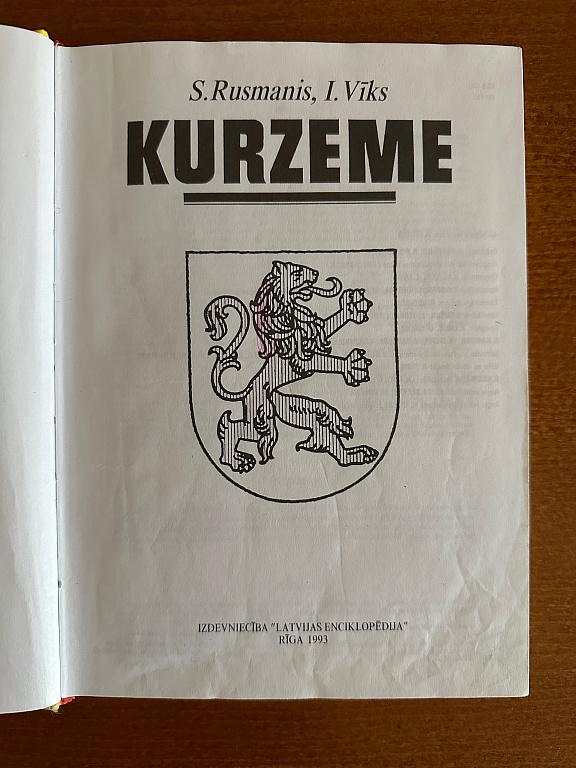 S.Rusmanis, I.Vīks
KURZEME
IZDEVNIECĪBA "LATVIJAS ENCIKLOPĒDIJA"
RĪGA 1993